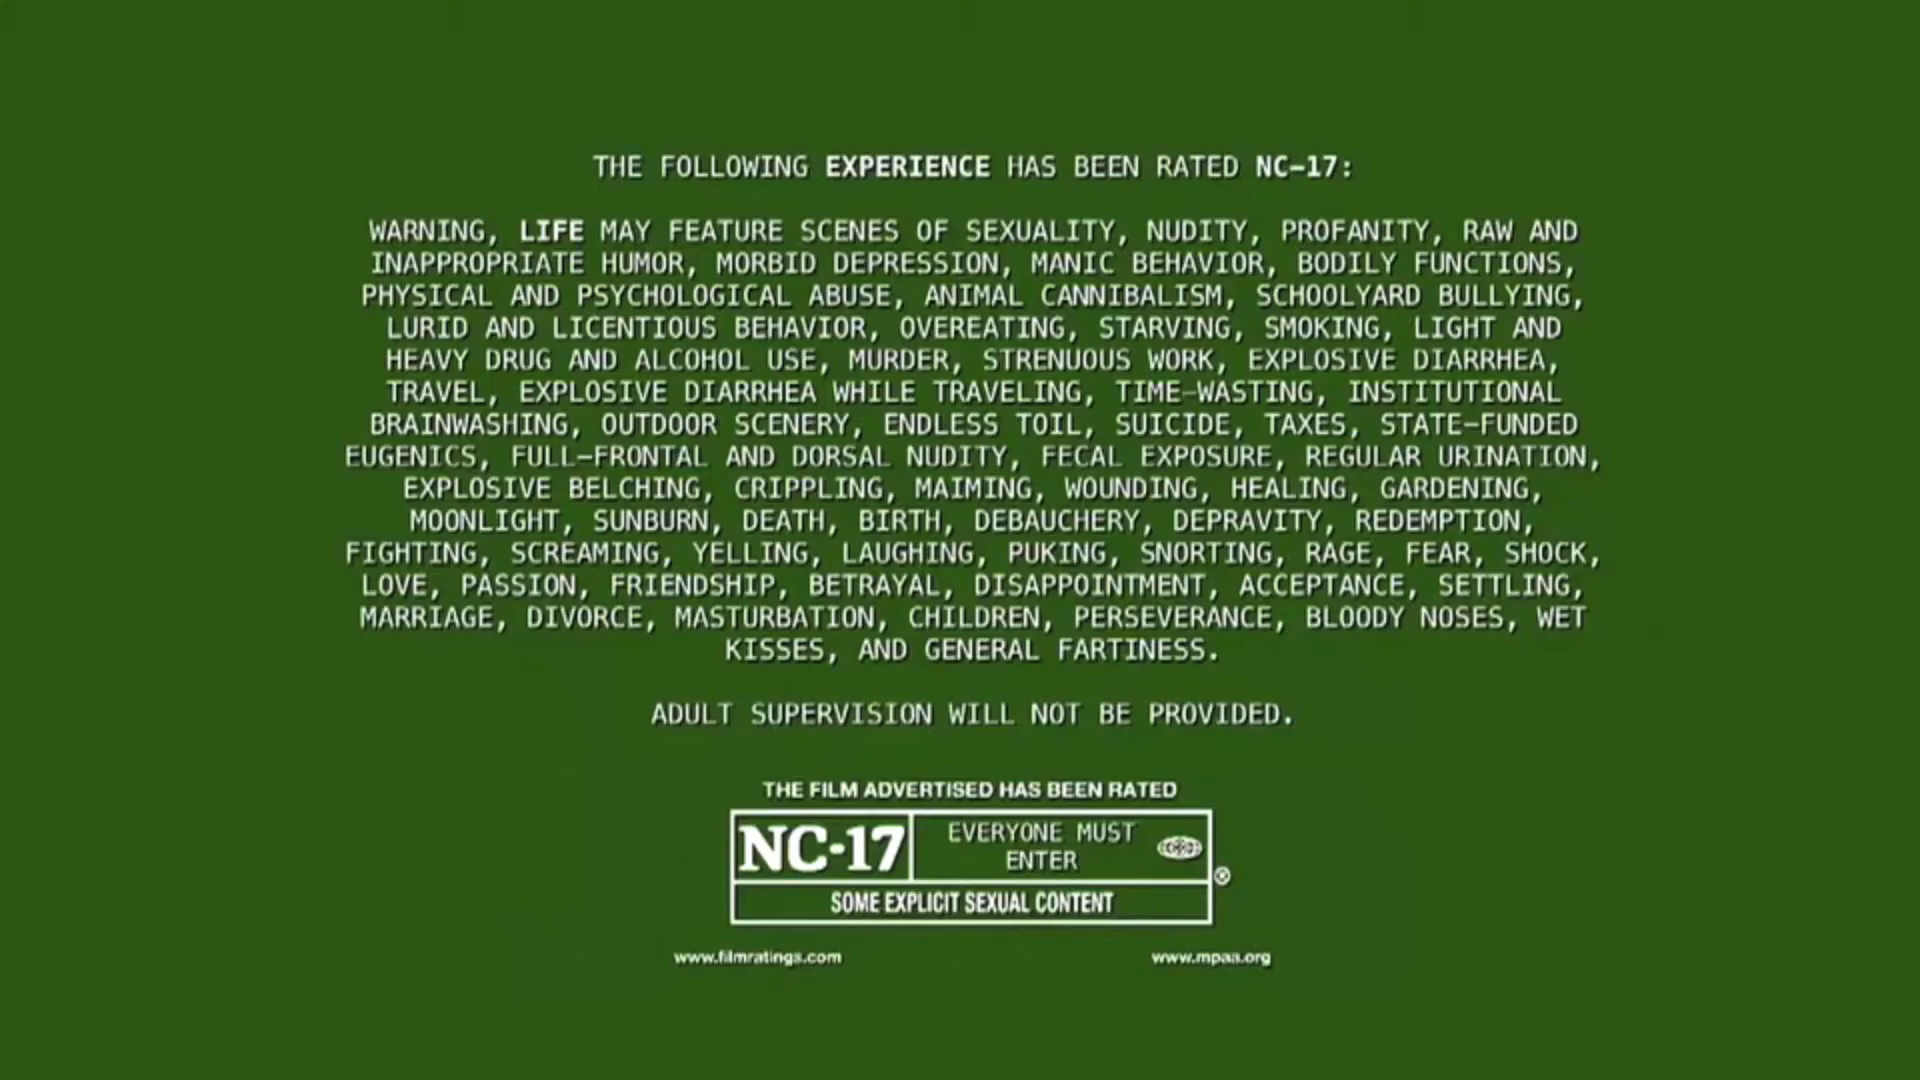 THE FOLLOWING EXPERIENCE HAS BEEN RATED NC-17:
WARNING, LIFE MAY FEATURE SCENES OF SEXUALITY, NUDITY, PROFANITY, RAW AND
INAPPROPRIATE HUMOR, MORBID DEPRESSION, MANIC BEHAVIOR, BODILY FUNCTIONS,
PHYSICAL AND PSYCHOLOGICAL ABUSE, ANIMAL CANNIBALISM, SCHOOLYARD BULLYING,
LURID AND LICENTIOUS BEHAVIOR, OVEREATING, STARVING, SMOKING, LIGHT AND
HEAVY DRUG AND ALCOHOL USE, MURDER, STRENUOUS WORK, EXPLOSIVE DIARRHEA,
TRAVEL, EXPLOSIVE DIARRHEA WHILE TRAVELING, TIME-WASTING, INSTITUTIONAL
BRAINWASHING, OUTDOOR SCENERY, ENDLESS TOIL, SUICIDE, TAXES, STATE-FUNDED
EUGENICS, FULL-FRONTAL AND DORSAL NUDITY, FECAL EXPOSURE, REGULAR URINATION,
EXPLOSIVE BELCHING, CRIPPLING, MAIMING, WOUNDING, HEALING, GARDENING,
MOONLIGHT, SUNBURN, DEATH, BIRTH, DEBAUCHERY, DEPRAVITY, REDEMPTION,
FIGHTING, SCREAMING, YELLING, LAUGHING, PUKING, SNORTING, RAGE, FEAR, SHOCK,
LOVE, PASSION, FRIENDSHIP, BETRAYAL, DISAPPOINTMENT, ACCEPTANCE, SETTLING,
MARRIAGE, DIVORCE, MASTURBATION, CHILDREN, PERSEVERANCE, BLOODY NOSES, WET
KISSES, AND GENERAL FARTINESS.
ADULT SUPERVISION WILL NOT BE PROVIDED.
THE FILM ADVERTISED HAS BEEN RATED
NC-17
EVERYONE MUST
ENTER
®
SOME EXPLICIT SEXUAL CONTENT
www.filmratings.com
www.mpaa.org